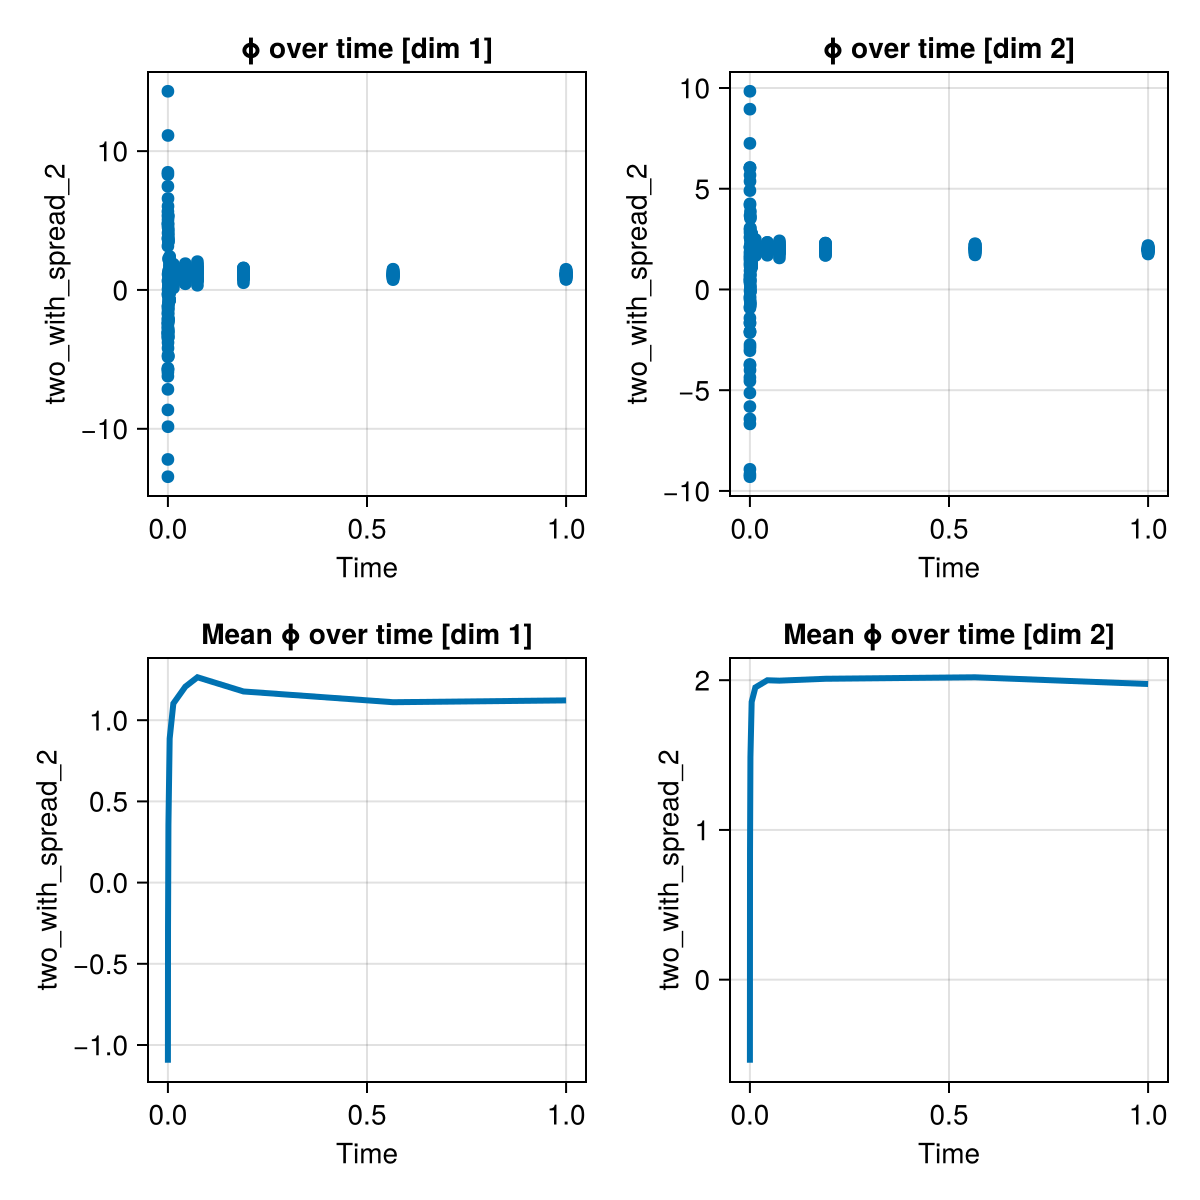 ϕ over time [dim 1]
two_with_spread_2
10
0
−10
0.0 0.5 1.0
Time
ϕ over time [dim 2]
two_with_spread_2
10
5
0
−5
−10
0.0 0.5 1.0
Time
Mean ϕ over time [dim 1]
two_with_spread_2
1.0
0.5
0.0
−0.5
−1.0
0.0 0.5 1.0
Time
Mean ϕ over time [dim 2]
two_with_spread_2
2
1
0
0.0 0.5 1.0
Time